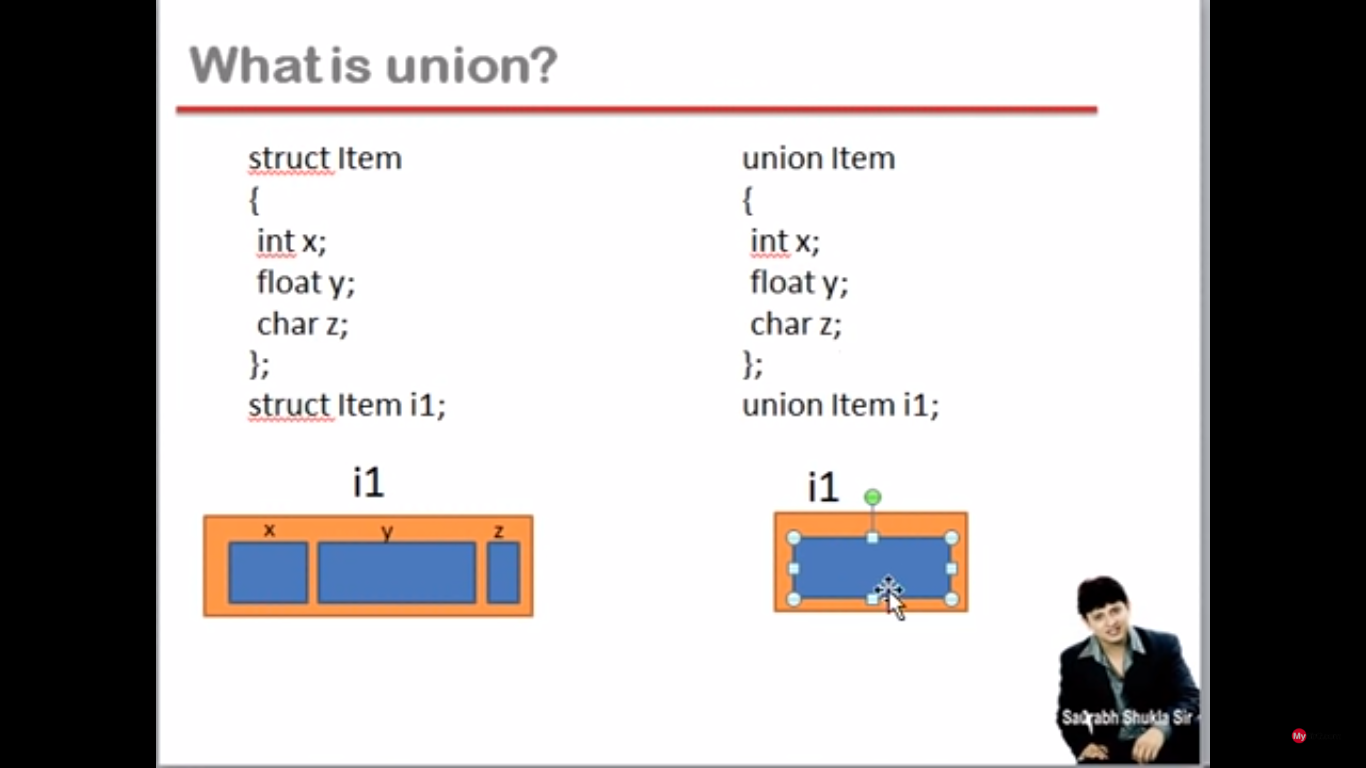 What is union?
struct Item
{
int x;
float y;
char z;
};
struct Item i1;
i1
x y z
union Item
{
int x;
float y;
char z;
};
union Item i1;
i1
Saurabh Shukla Sir
My